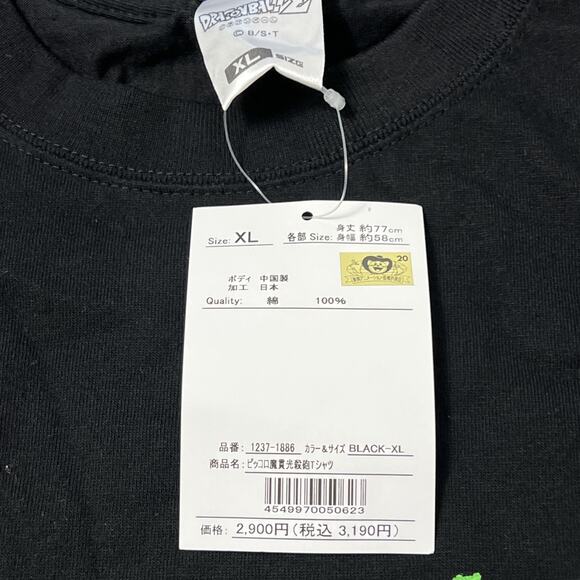 DRAGONBALL Z
© B/S・T
XL SIZE
Size: XL 各部 Size: 身丈 約77cm
身幅 約58cm
20
ボディ 中国製
加工 日本
Quality: 綿 100%
品番: 1237-1886 カラー&サイズ BLACK-XL
商品名: ピッコロ魔貫光殺砲Tシャツ
4549970050623
価格: 2,900円(税込 3,190円)